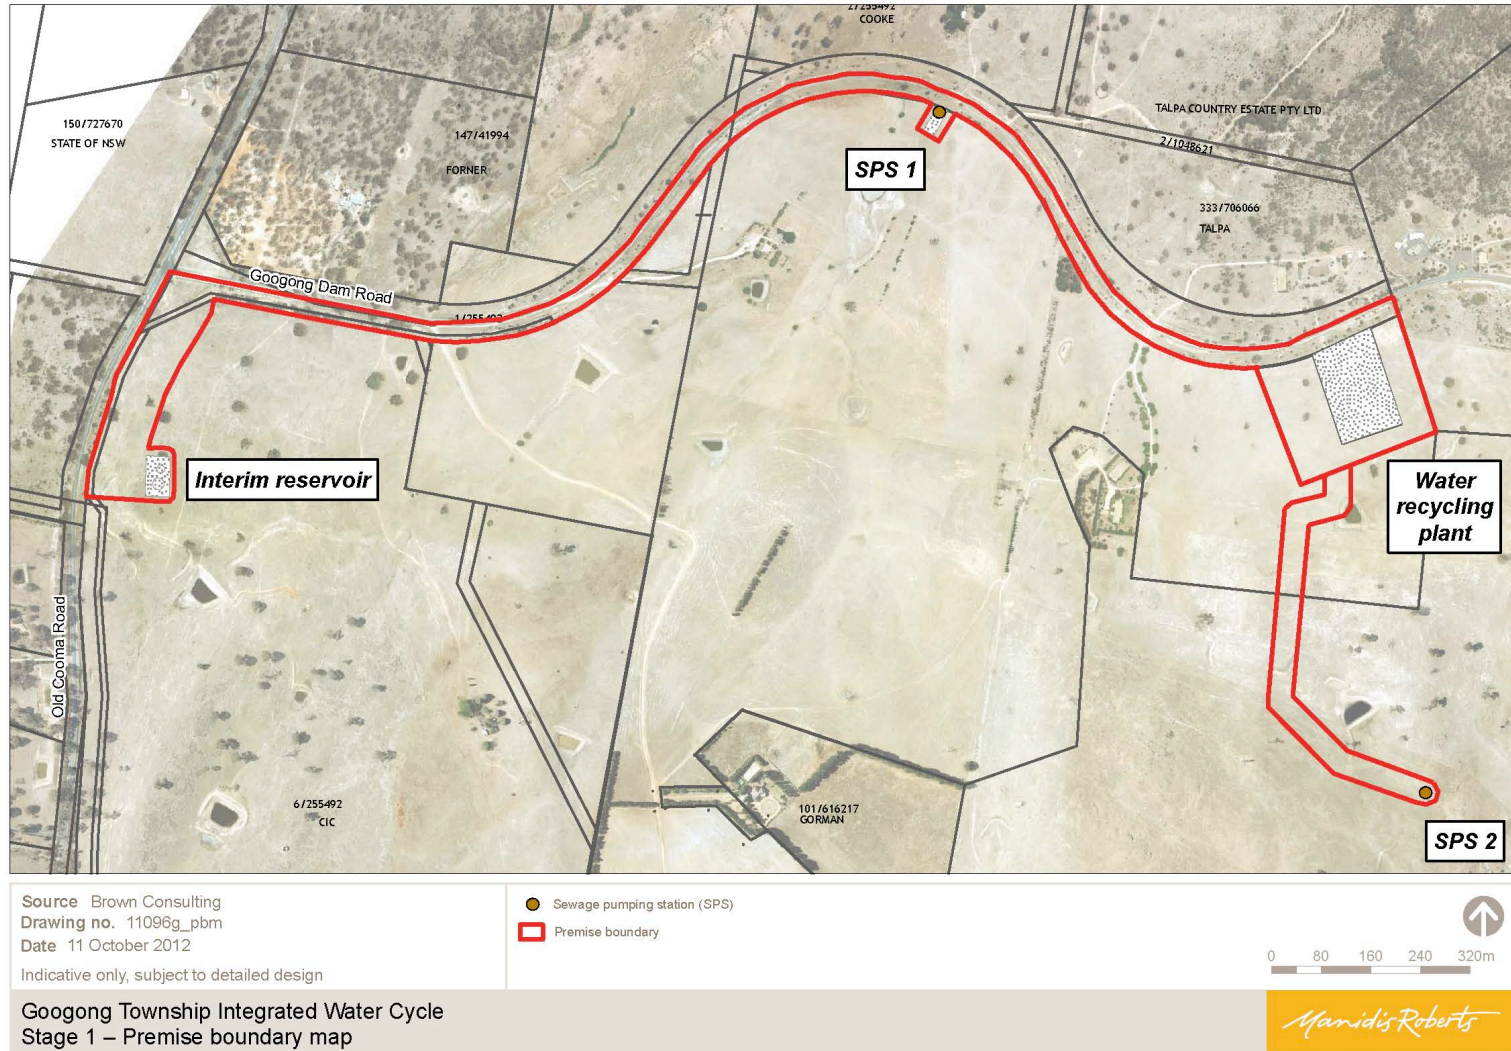 27255492
COOKE
150/727670
STATE OF NSW
147/41994
FORNER
TALPA COUNTRY ESTATE PTY LTD
2/1048621
SPS 1
333/706066
TALPA
Googong Dam Road
1/255492
Interim reservoir
Water
recycling
plant
Old Cooma Road
6/255492
CIC
101/616217
GORMAN
SPS 2
Source Brown Consulting
Drawing no. 11096g_pbm
Date 11 October 2012
Indicative only, subject to detailed design
Sewage pumping station (SPS)
Premise boundary
0 80 160 240 320m
Googong Township Integrated Water Cycle
Stage 1 – Premise boundary map
Manidis Roberts